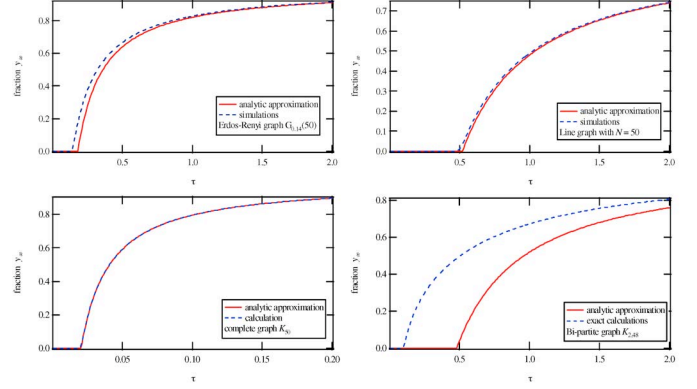 0.8
0.6
0.4
0.2
0.0
fraction y∞
0.5
1.0
1.5
2.0
τ
analytic approximation
simulations
Erdos-Renyi graph G0.14(50)
0.7
0.6
0.5
0.4
0.3
0.2
0.1
0.0
fraction y∞
0.5
1.0
1.5
2.0
τ
analytic approximation
simulations
Line graph with N = 50
0.8
0.6
0.4
0.2
0.0
fraction y∞
0.05
0.10
0.15
0.20
τ
analytic approximation
calculation
complete graph K50
0.8
0.6
0.4
0.2
0.0
fraction y∞
0.5
1.0
1.5
2.0
τ
analytic approximation
exact calculations
Bi-partite graph K2,48